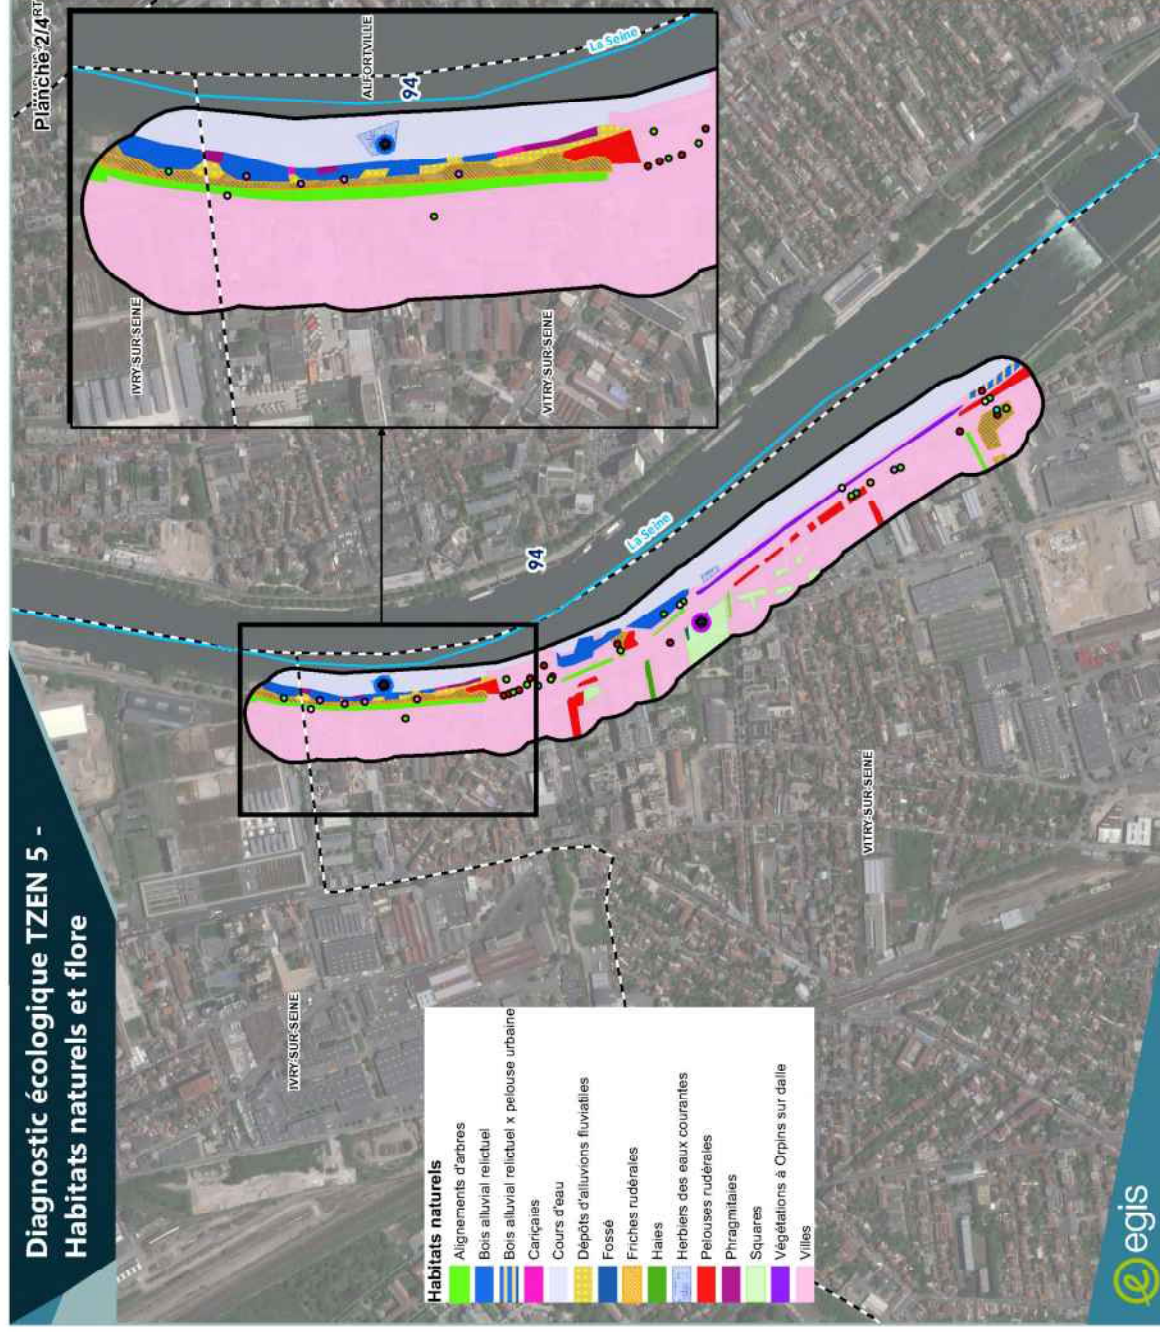 Diagnostic écologique TZEN 5 -
Habitats naturels et flore
Planche 2/4
IVRY-SUR-SEINE
ALFORTVILLE
94
La Seine
VITRY-SUR-SEINE
94
La Seine
IVRY-SUR-SEINE
VITRY-SUR-SEINE
Habitats naturels
Alignements d'arbres
Bois alluvial relictuel
Bois alluvial relictuel x pelouse urbaine
Cariçaies
Cours d'eau
Dépôts d'alluvions fluviatiles
Fossé
Friches rudérales
Haies
Herbiers des eaux courantes
Pelouses rudérales
Phragmitaies
Squares
Végétations à Orpins sur dalle
Villes
egis